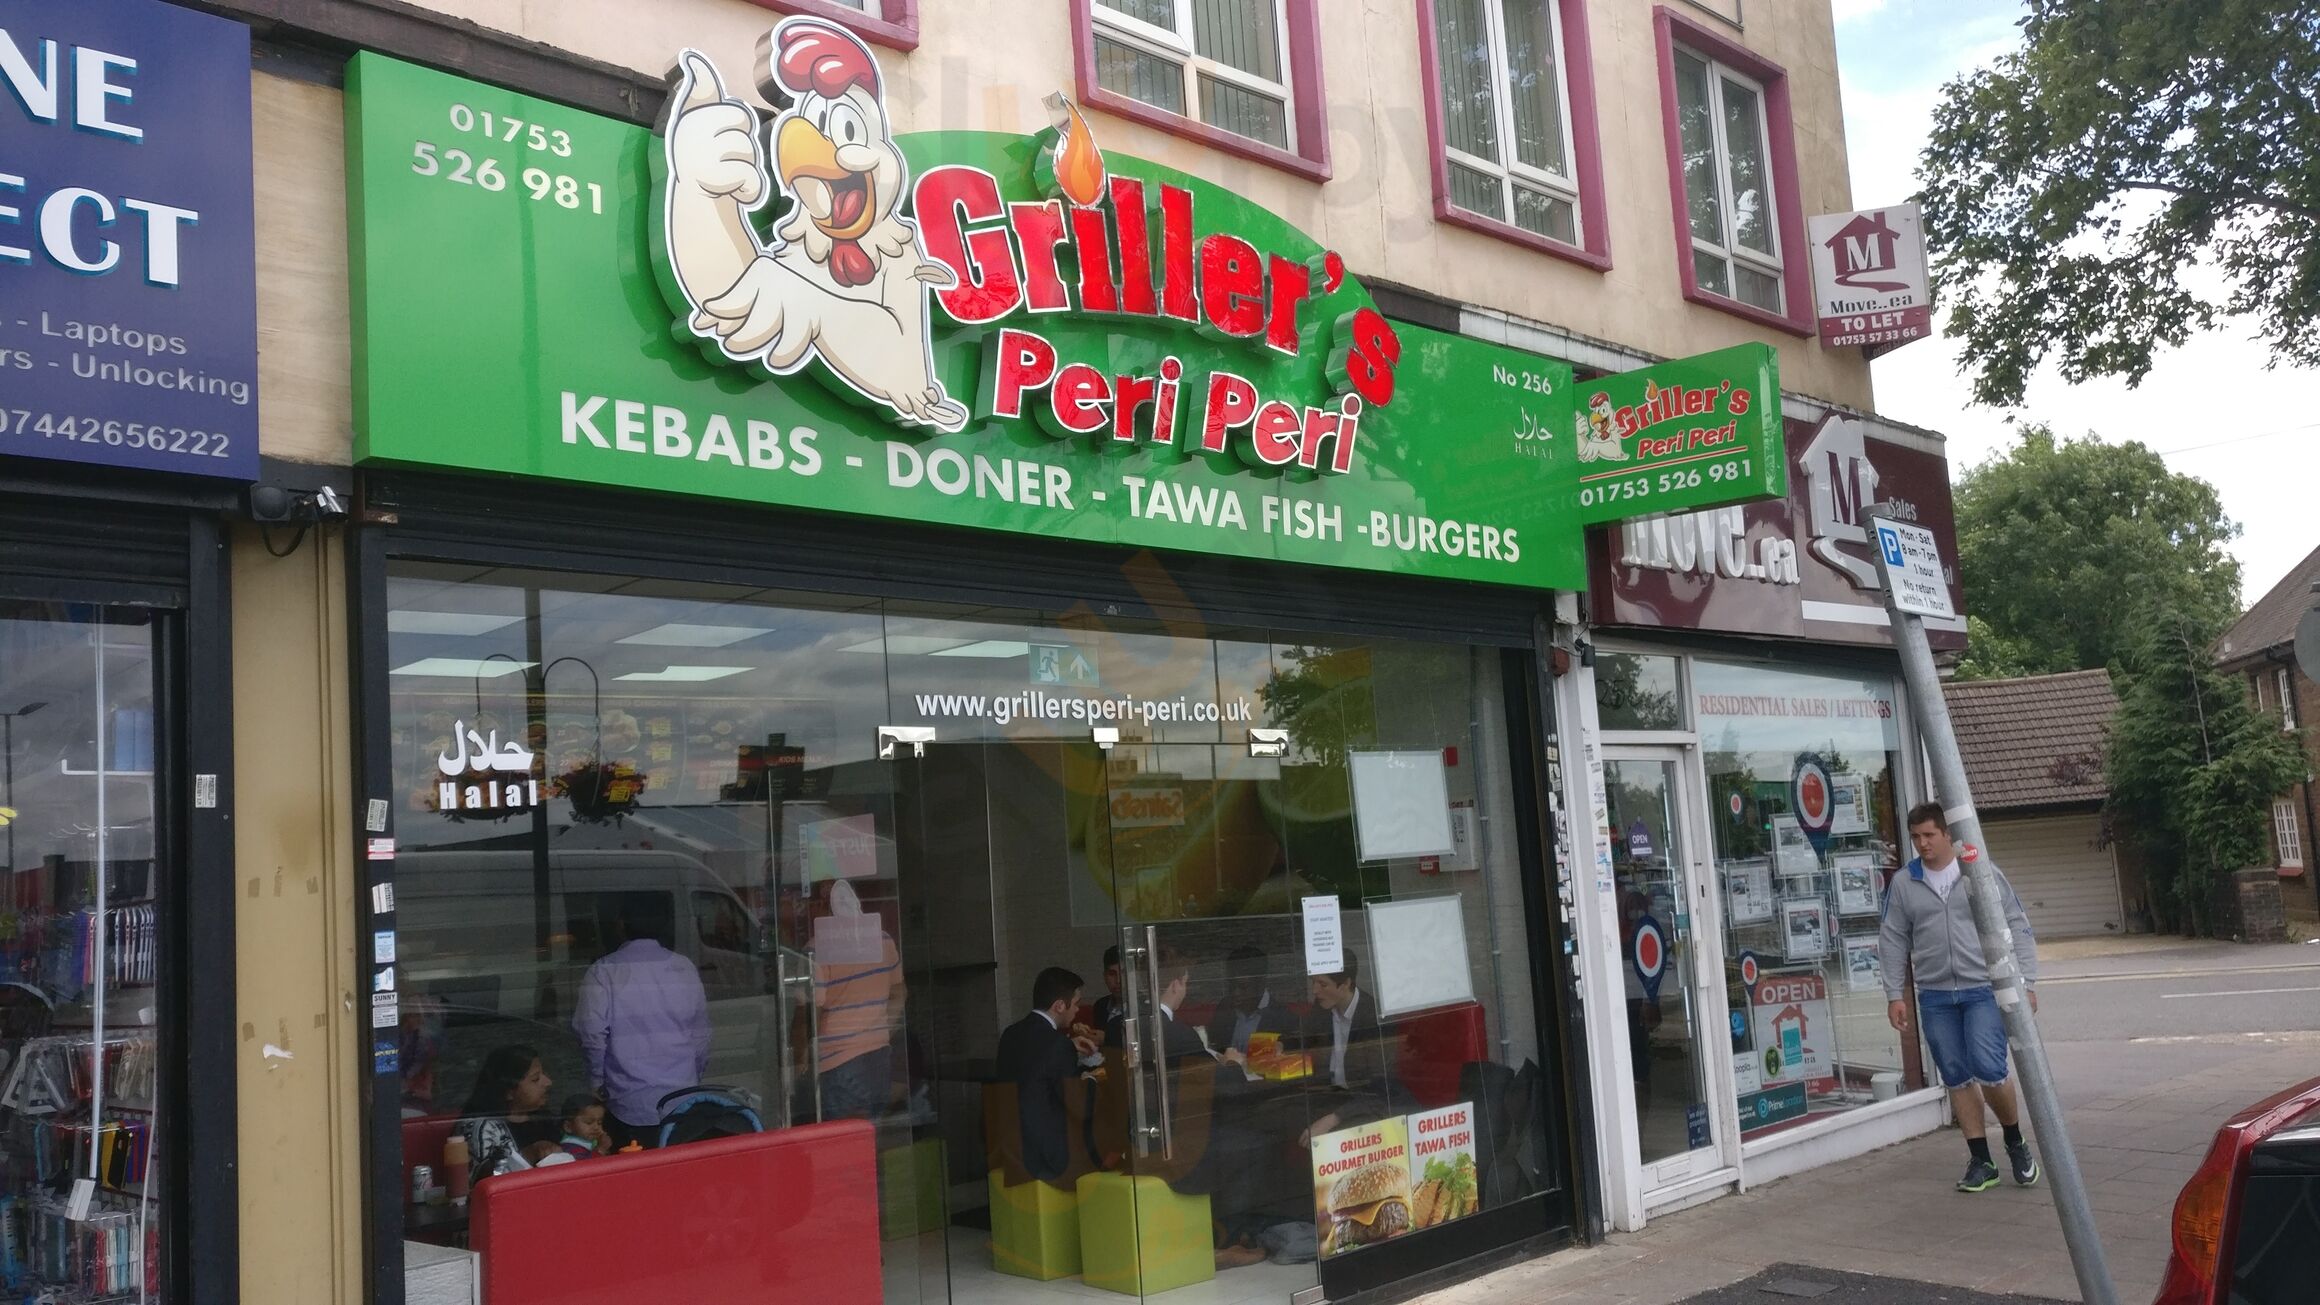 NE
ECT
- Laptops
rs - Unlocking
07442656222
01753
526 981
Griller's
Peri Peri
KEBABS - DONER - TAWA FISH -BURGERS
No 256
حلال
HALAL
Griller's
Peri Peri
01753 526 981
M
Move..ea
TO LET
01753 57 33 66
M
Sales
Move..ea
P
Mon - Sat
8 am - 7 pm
1 hour
No return
within 1 hour
www.grillersperi-peri.co.uk
حلال
Halal
RESIDENTIAL SALES / LETTINGS
OPEN
OPEN
PrimeLocation
SUNNY
Sainsb
GRILLERS
GOURMET BURGER
GRILLERS
TAWA FISH